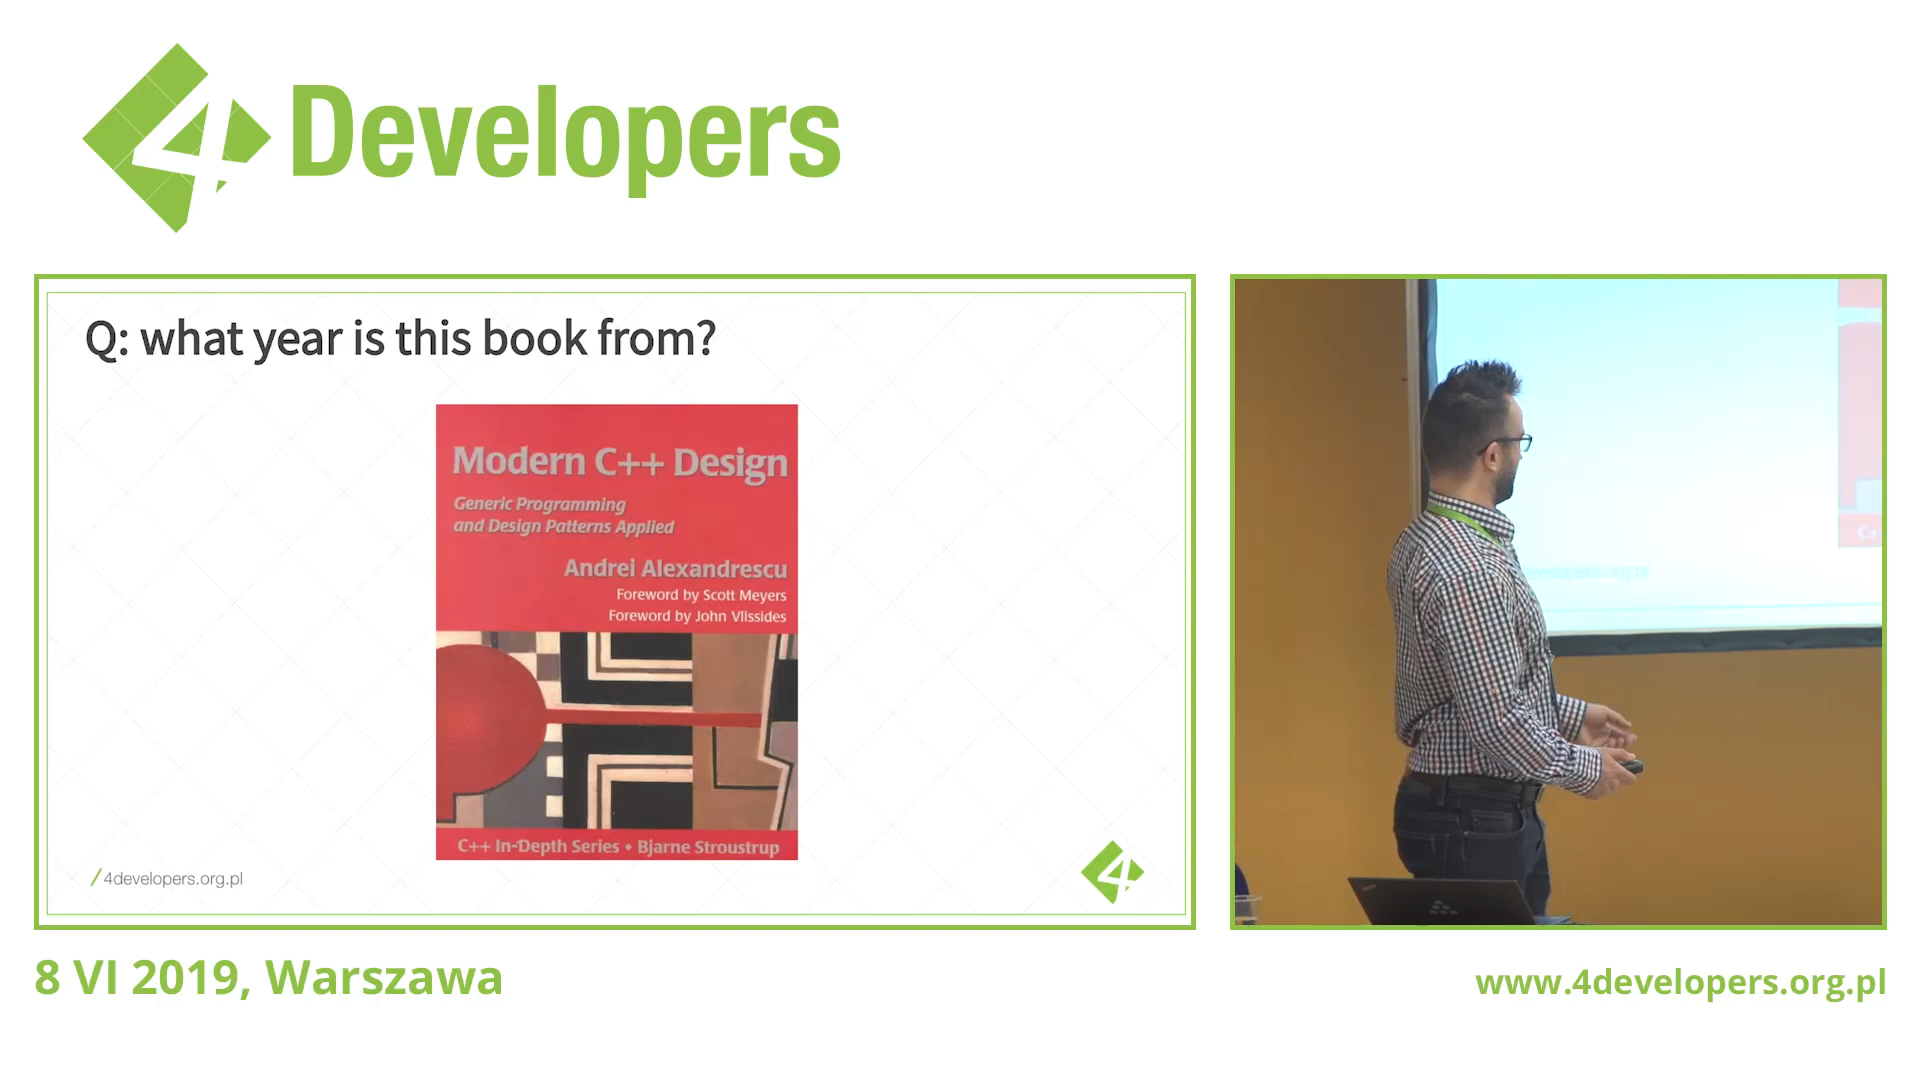 4 Developers
Q: what year is this book from?
Modern C++ Design
Generic Programming
and Design Patterns Applied
Andrei Alexandrescu
Foreword by Scott Meyers
Foreword by John Vlissides
C++ In-Depth Series • Bjarne Stroustrup
/4developers.org.pl
4
8 VI 2019, Warszawa
www.4developers.org.pl